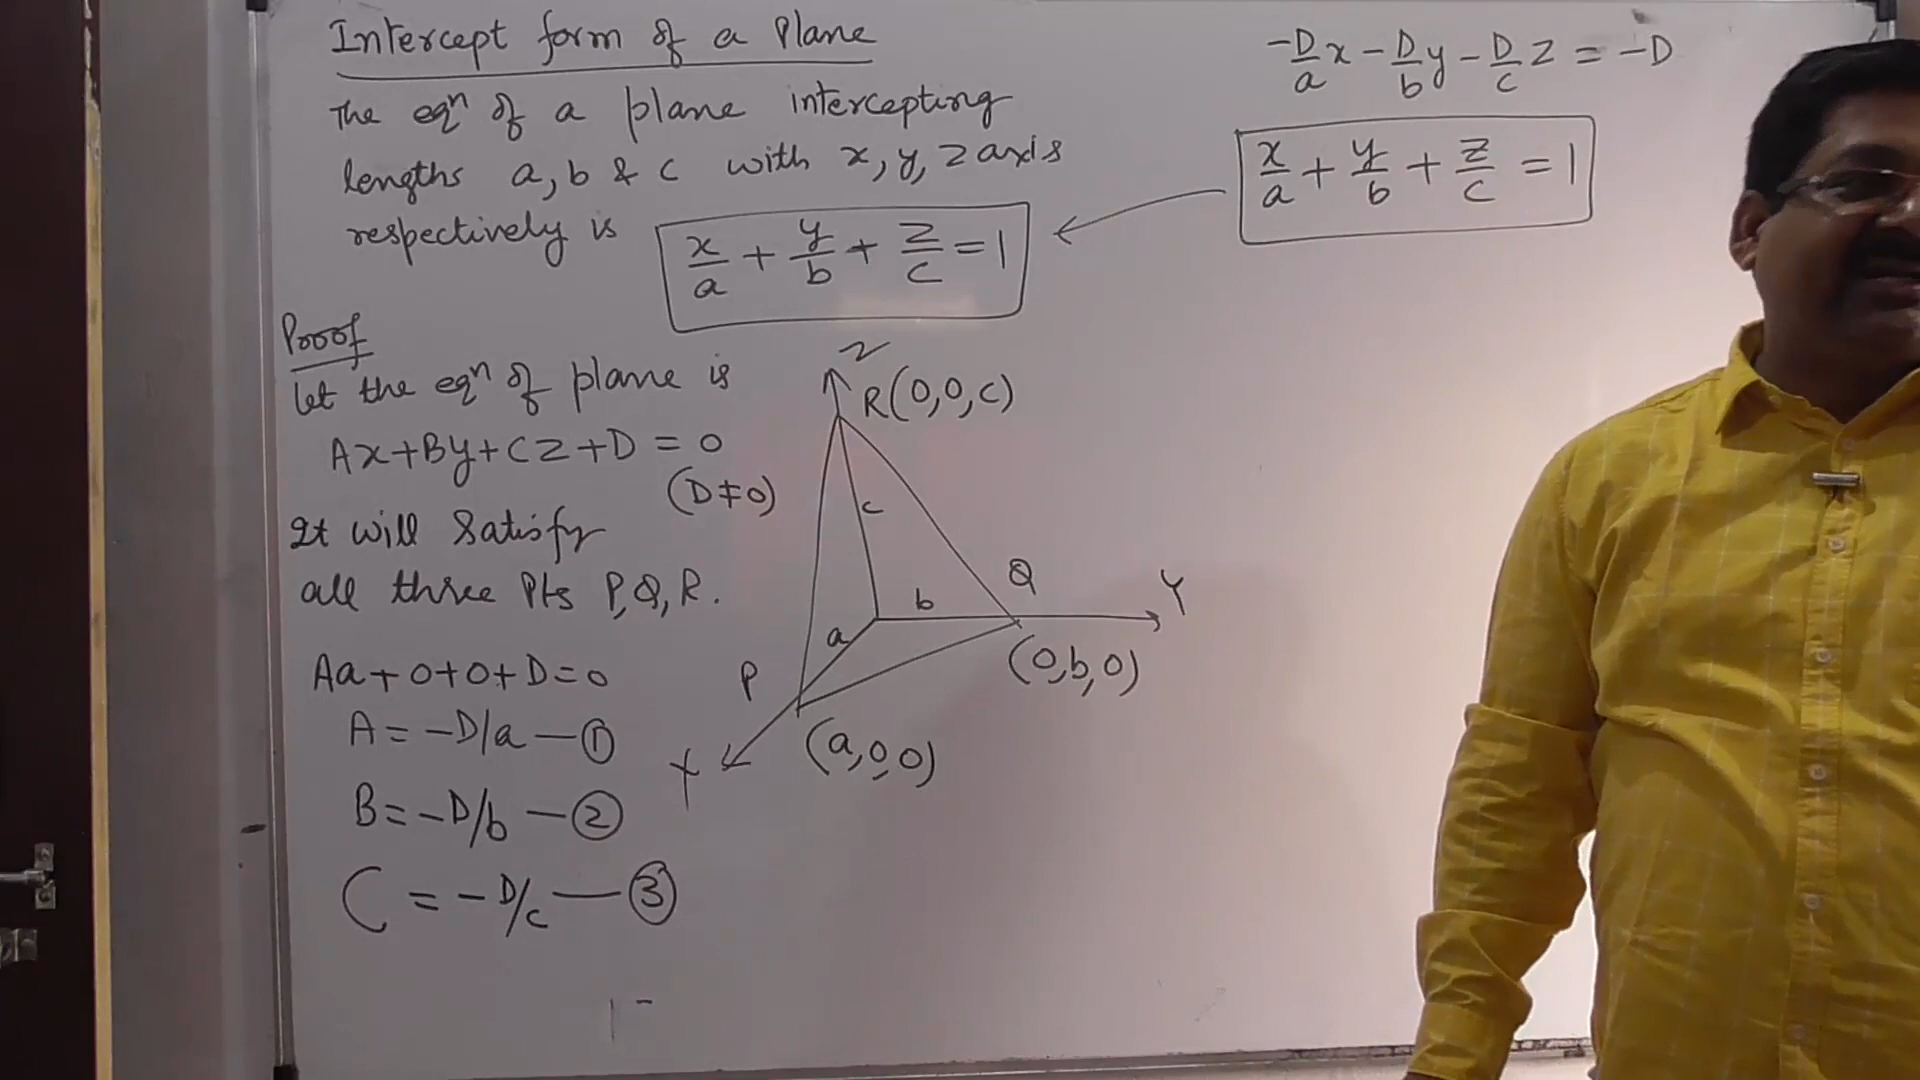 Intercept form of a Plane
The eqⁿ of a plane intercepting
lengths a, b & c with x, y, z axis
respectively is x/a + y/b + z/c = 1
Proof
Let the eqⁿ of plane is
Ax+By+Cz+D = 0
(D≠0)
It will Satisfy
all three Pts P,Q,R.
Aa+0+0+D=0
A = -D/a — ①
B = -D/b — ②
C = -D/c — ③
Z
R(0,0,c)
c
Q
Y
b
a
P
(0,b,0)
(a,0,0)
X
-D/a x - D/b y - D/c z = -D
x/a + y/b + z/c = 1